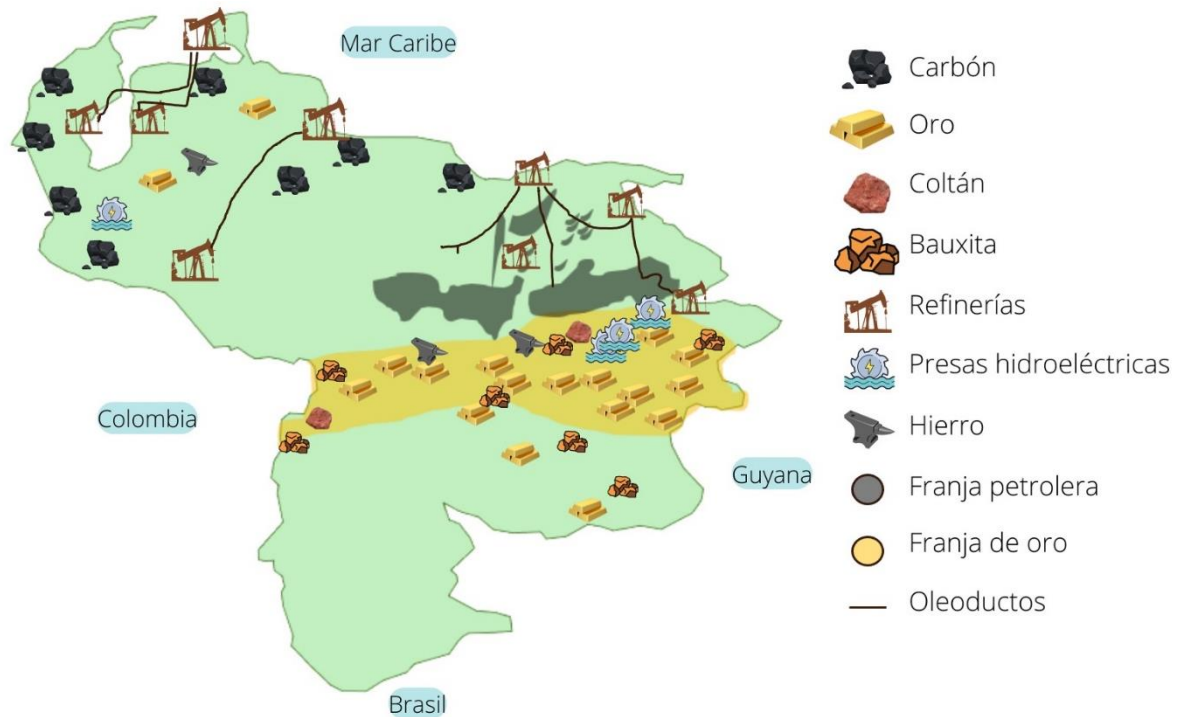 Mar Caribe
Colombia
Guyana
Brasil
Carbón
Oro
Coltán
Bauxita
Refinerías
Presas hidroeléctricas
Hierro
Franja petrolera
Franja de oro
Oleoductos